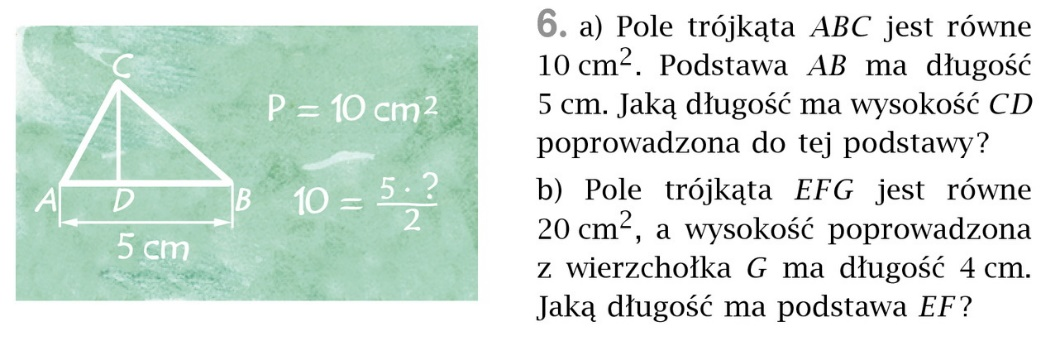 C
P = 10 cm²
10 = 5 · ? / 2
A D B
5 cm
6. a) Pole trójkąta ABC jest równe
10 cm². Podstawa AB ma długość
5 cm. Jaką długość ma wysokość CD
poprowadzona do tej podstawy?
b) Pole trójkąta EFG jest równe
20 cm², a wysokość poprowadzona
z wierzchołka G ma długość 4 cm.
Jaką długość ma podstawa EF?